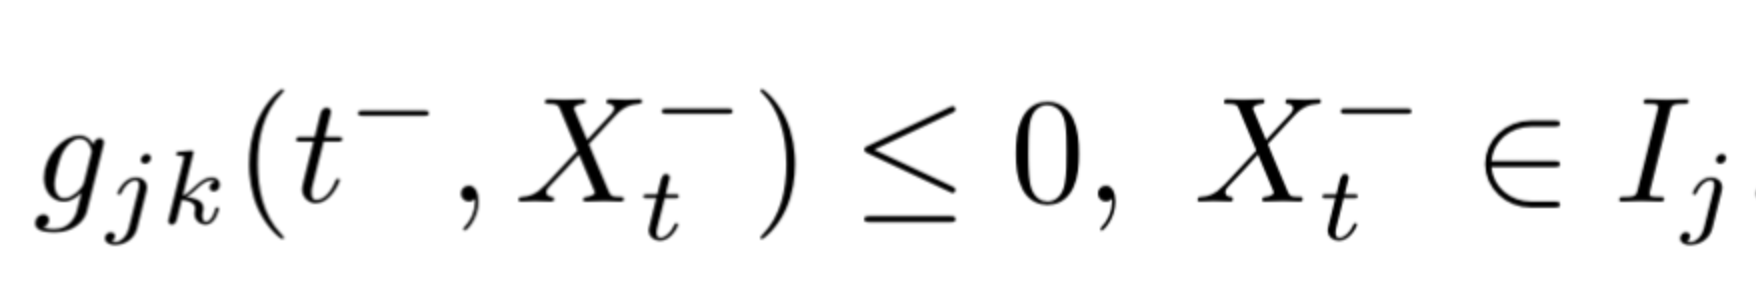 g_{jk}(t^-, X_t^-) ≤ 0, X_t^- ∈ I_j